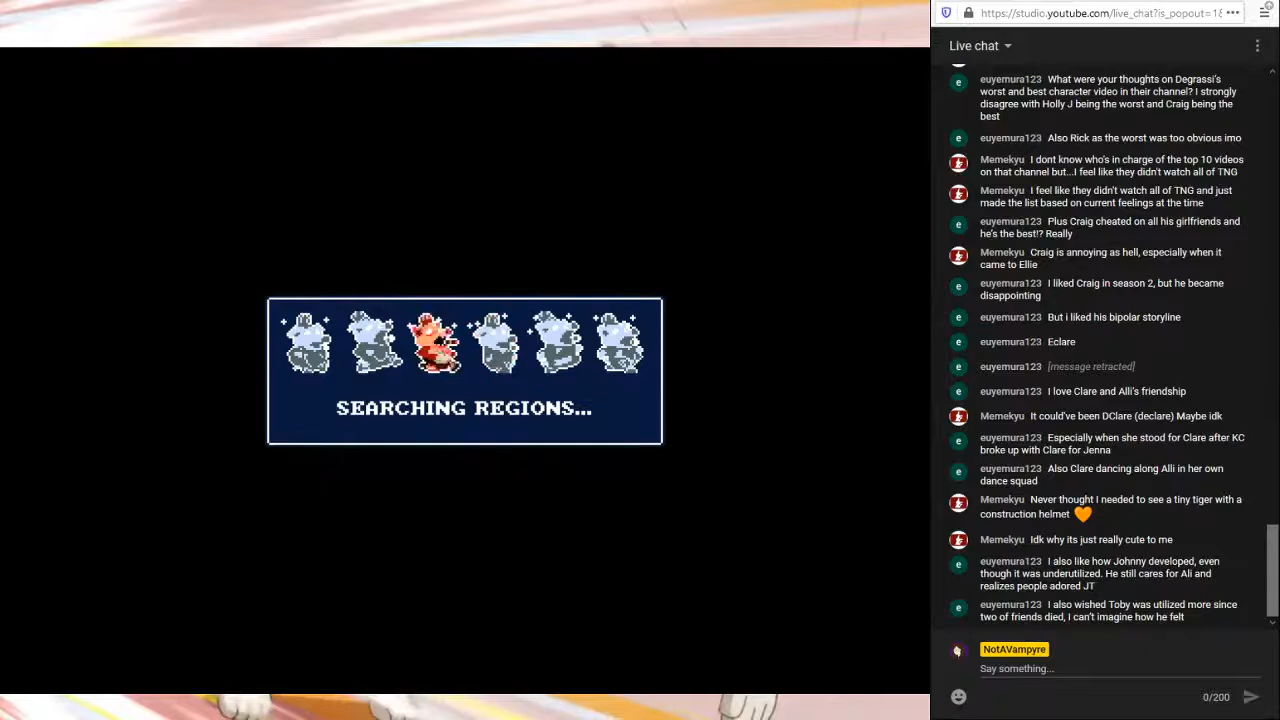 https://studio.youtube.com/live_chat?is_popout=1&
Live chat
euyemura123 What were your thoughts on Degrassi's
worst and best character video in their channel? I strongly
disagree with Holly J being the worst and Craig being the
best
euyemura123 Also Rick as the worst was too obvious imo
Memekyu I dont know who's in charge of the top 10 videos
on that channel but...I feel like they didn't watch all of TNG
Memekyu I feel like they didn't watch all of TNG and just
made the list based on current feelings at the time
euyemura123 Plus Craig cheated on all his girlfriends and
he's the best!? Really
Memekyu Craig is annoying as hell, especially when it
came to Ellie
euyemura123 I liked Craig in season 2, but he became
disappointing
euyemura123 But i liked his bipolar storyline
euyemura123 Eclare
euyemura123 [message retracted]
euyemura123 I love Clare and Alli's friendship
Memekyu It could've been DClare (declare) Maybe idk
euyemura123 Especially when she stood for Clare after KC
broke up with Clare for Jenna
euyemura123 Also Clare dancing along Alli in her own
dance squad
Memekyu Never thought I needed to see a tiny tiger with a
construction helmet 🧡
Memekyu Idk why its just really cute to me
euyemura123 I also like how Johnny developed, even
though it was underutilized. He still cares for Ali and
realizes people adored JT
euyemura123 I also wished Toby was utilized more since
two of friends died, I can't imagine how he felt
NotAVampyre
Say something...
0/200
SEARCHING REGIONS...